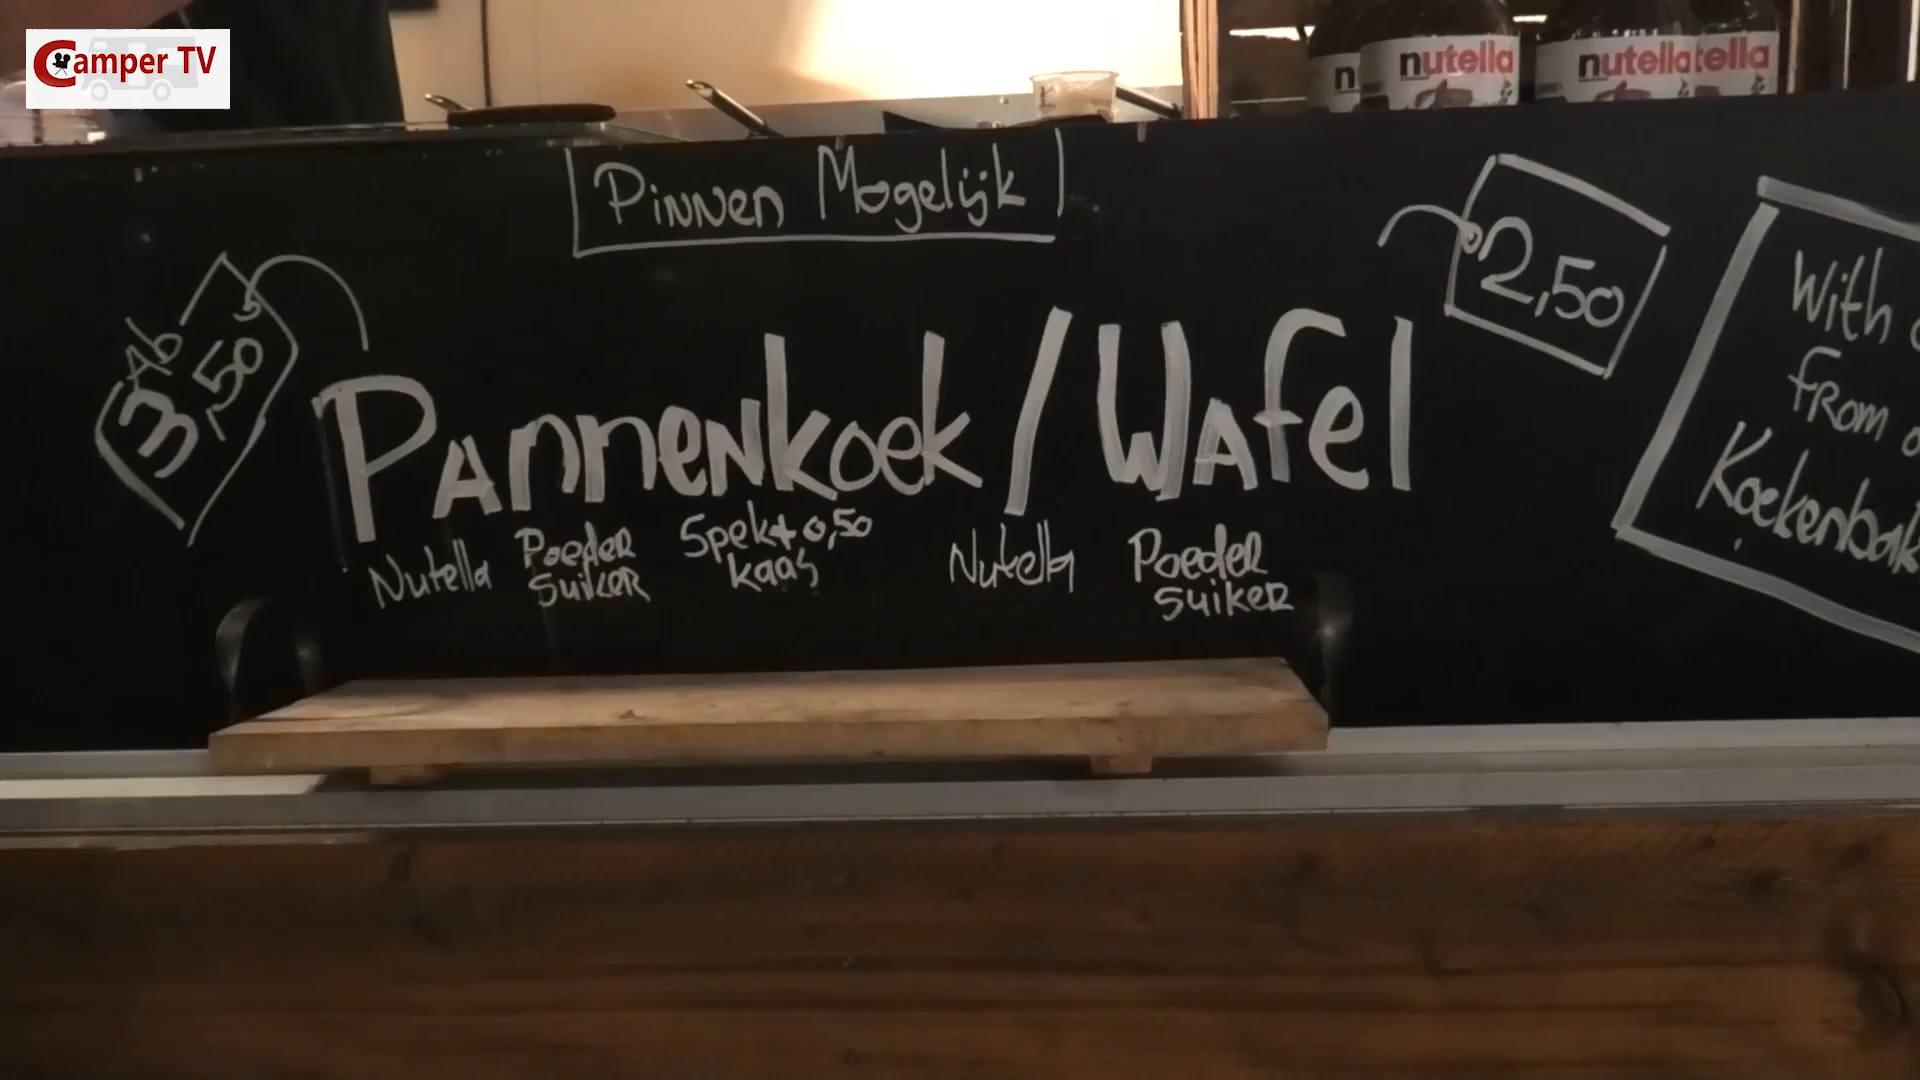 Camper TV
n nutella nutella tella
Pinnen Mogelijk
Ab
3,50
2,50
Pannenkoek / Wafel
Nutella
Poeder
Suiker
Spek + 0,50
kaas
Nutella
Poeder
suiker
With
from